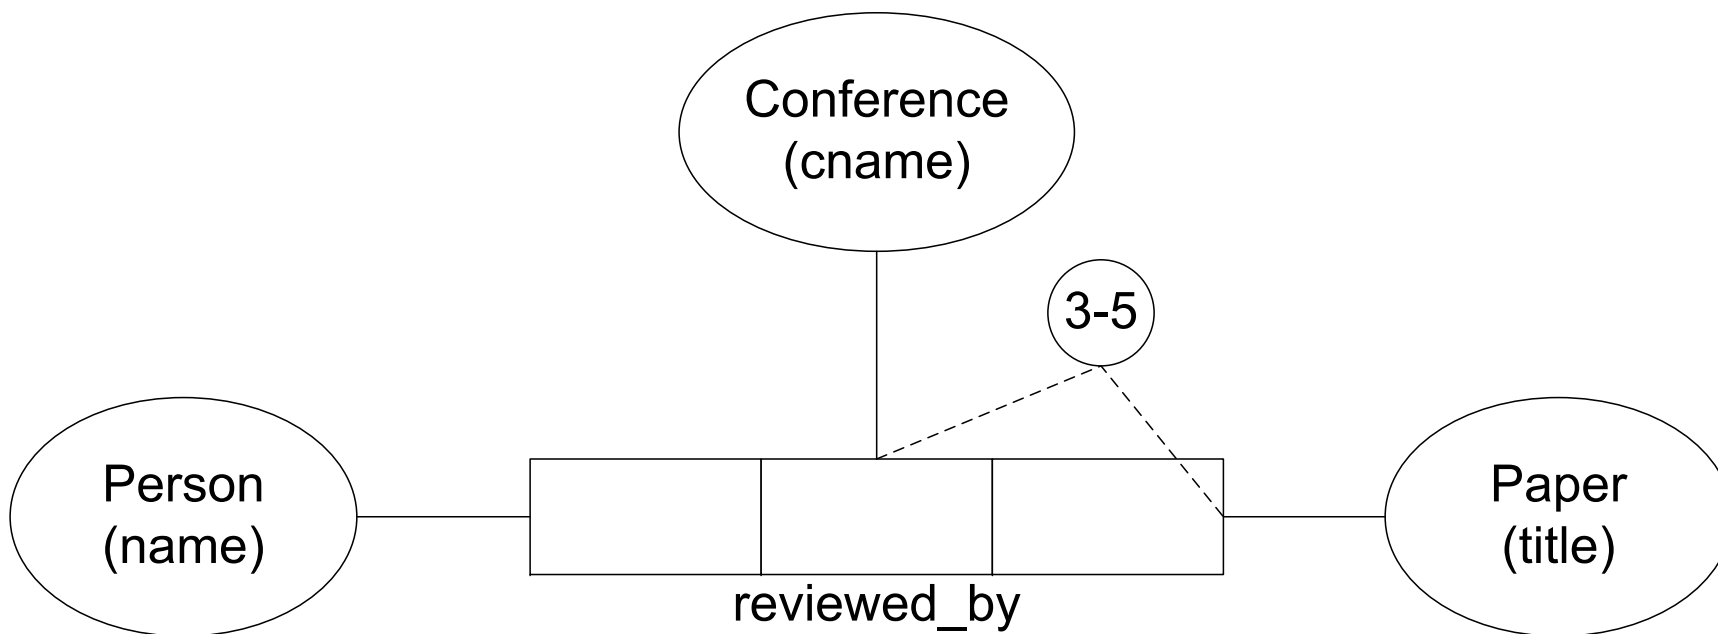 Conference
(cname)
3-5
Person
(name)
Paper
(title)
reviewed_by